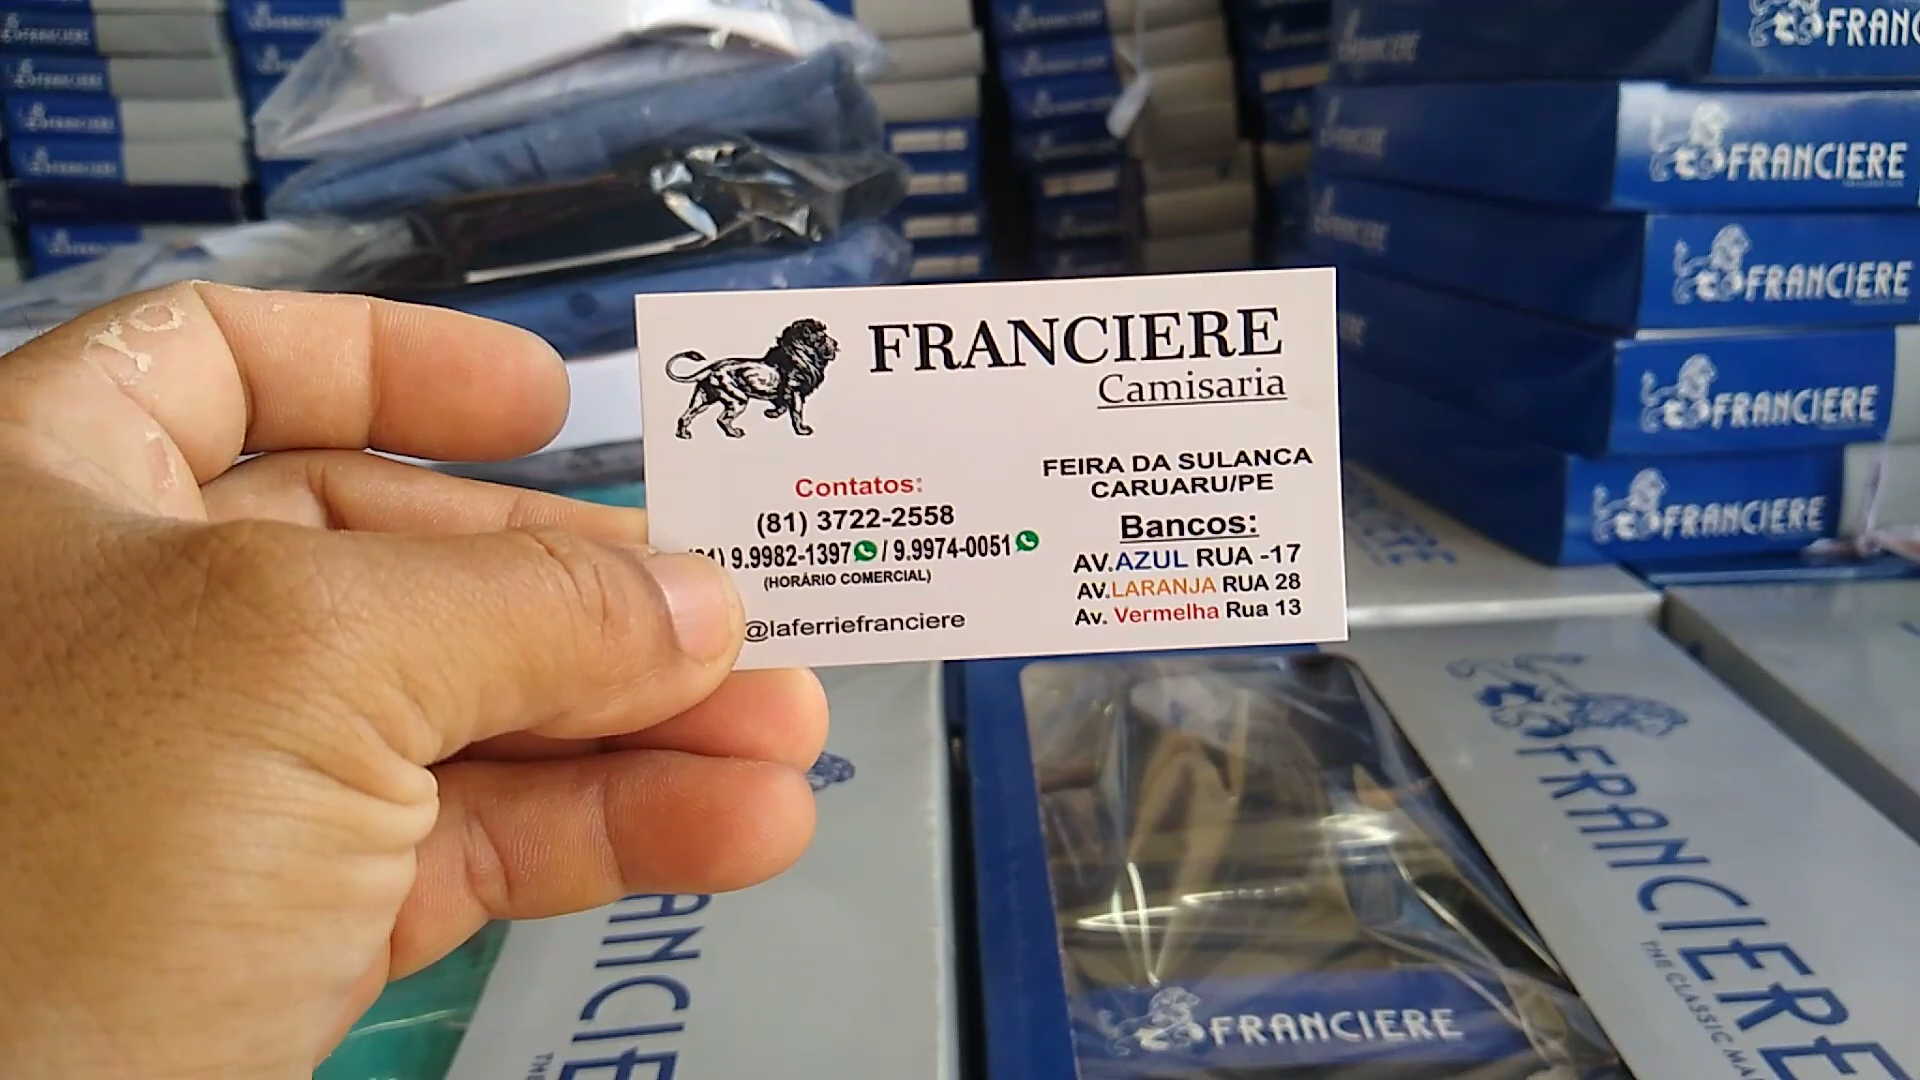 FRANCIERE
Camisaria
FEIRA DA SULANCA
CARUARU/PE
Contatos:
(81) 3722-2558
9.9982-1397 / 9.9974-0051
(HORÁRIO COMERCIAL)
@laferriefranciere
Bancos:
AV.AZUL RUA -17
AV.LARANJA RUA 28
Av. Vermelha Rua 13
FRANCIERE
FRANCIERE
FRANCIERE
FRANCIERE
FRANCIERE
FRANCIERE
THE CLASSIC